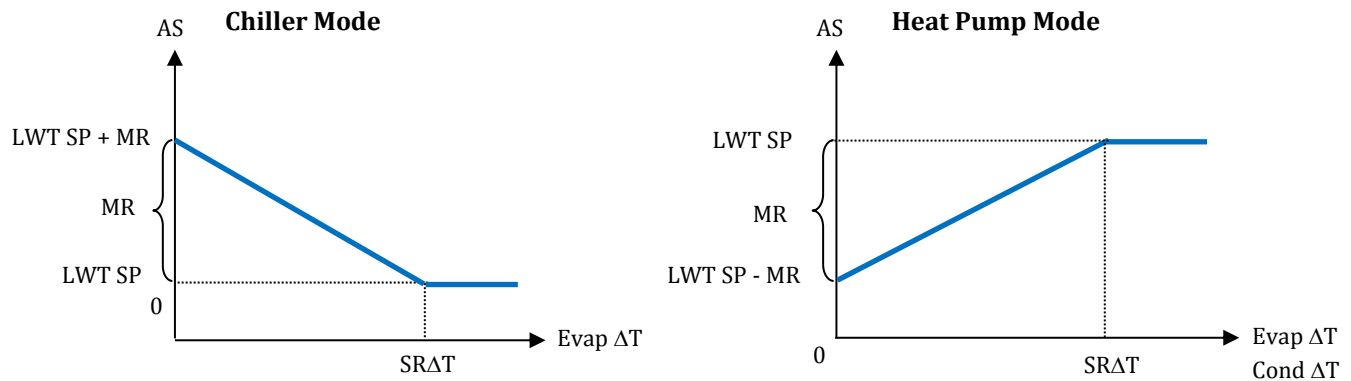 Chiller Mode
AS
LWT SP + MR
MR
LWT SP
0
SRΔT
Evap ΔT
Heat Pump Mode
AS
LWT SP
MR
LWT SP - MR
0
SRΔT
Evap ΔT
Cond ΔT